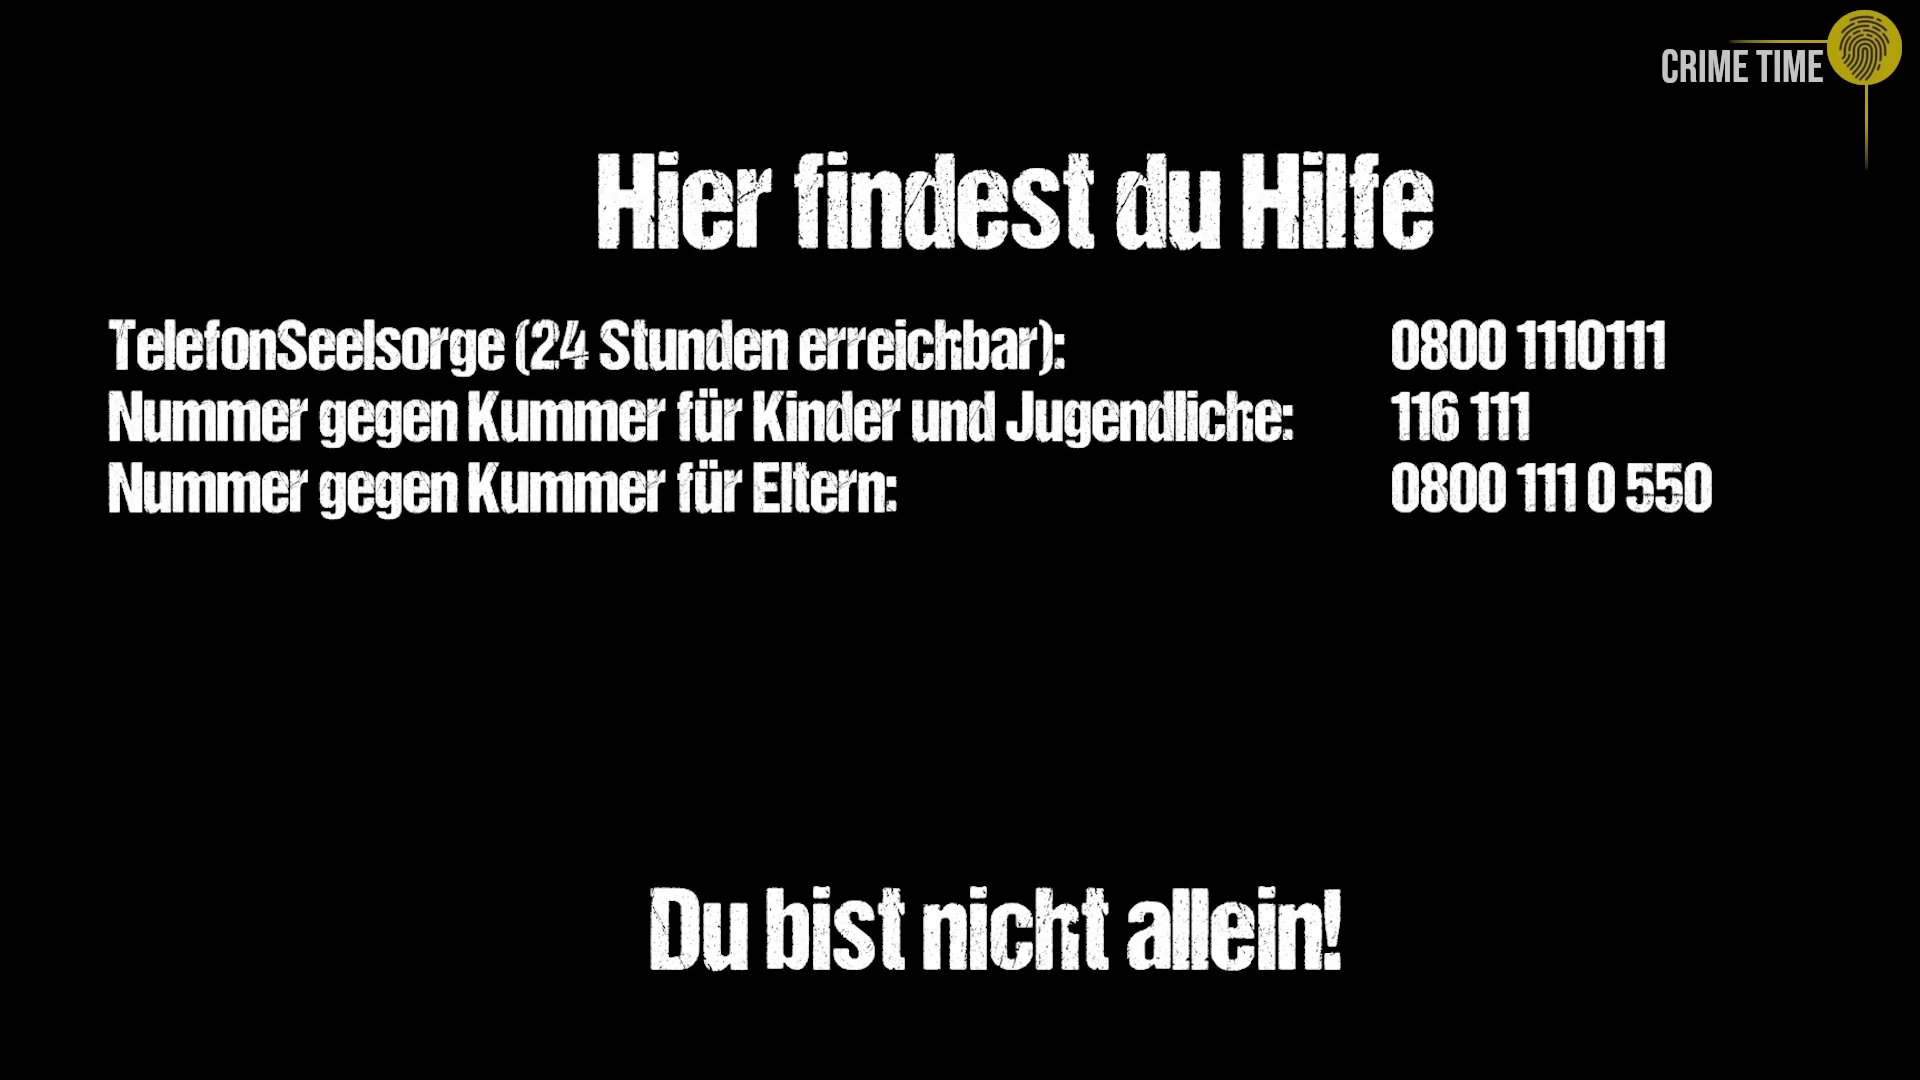 CRIME TIME
Hier findest du Hilfe
TelefonSeelsorge (24 Stunden erreichbar): 0800 1110111
Nummer gegen Kummer für Kinder und Jugendliche: 116 111
Nummer gegen Kummer für Eltern: 0800 111 0 550
Du bist nicht allein!